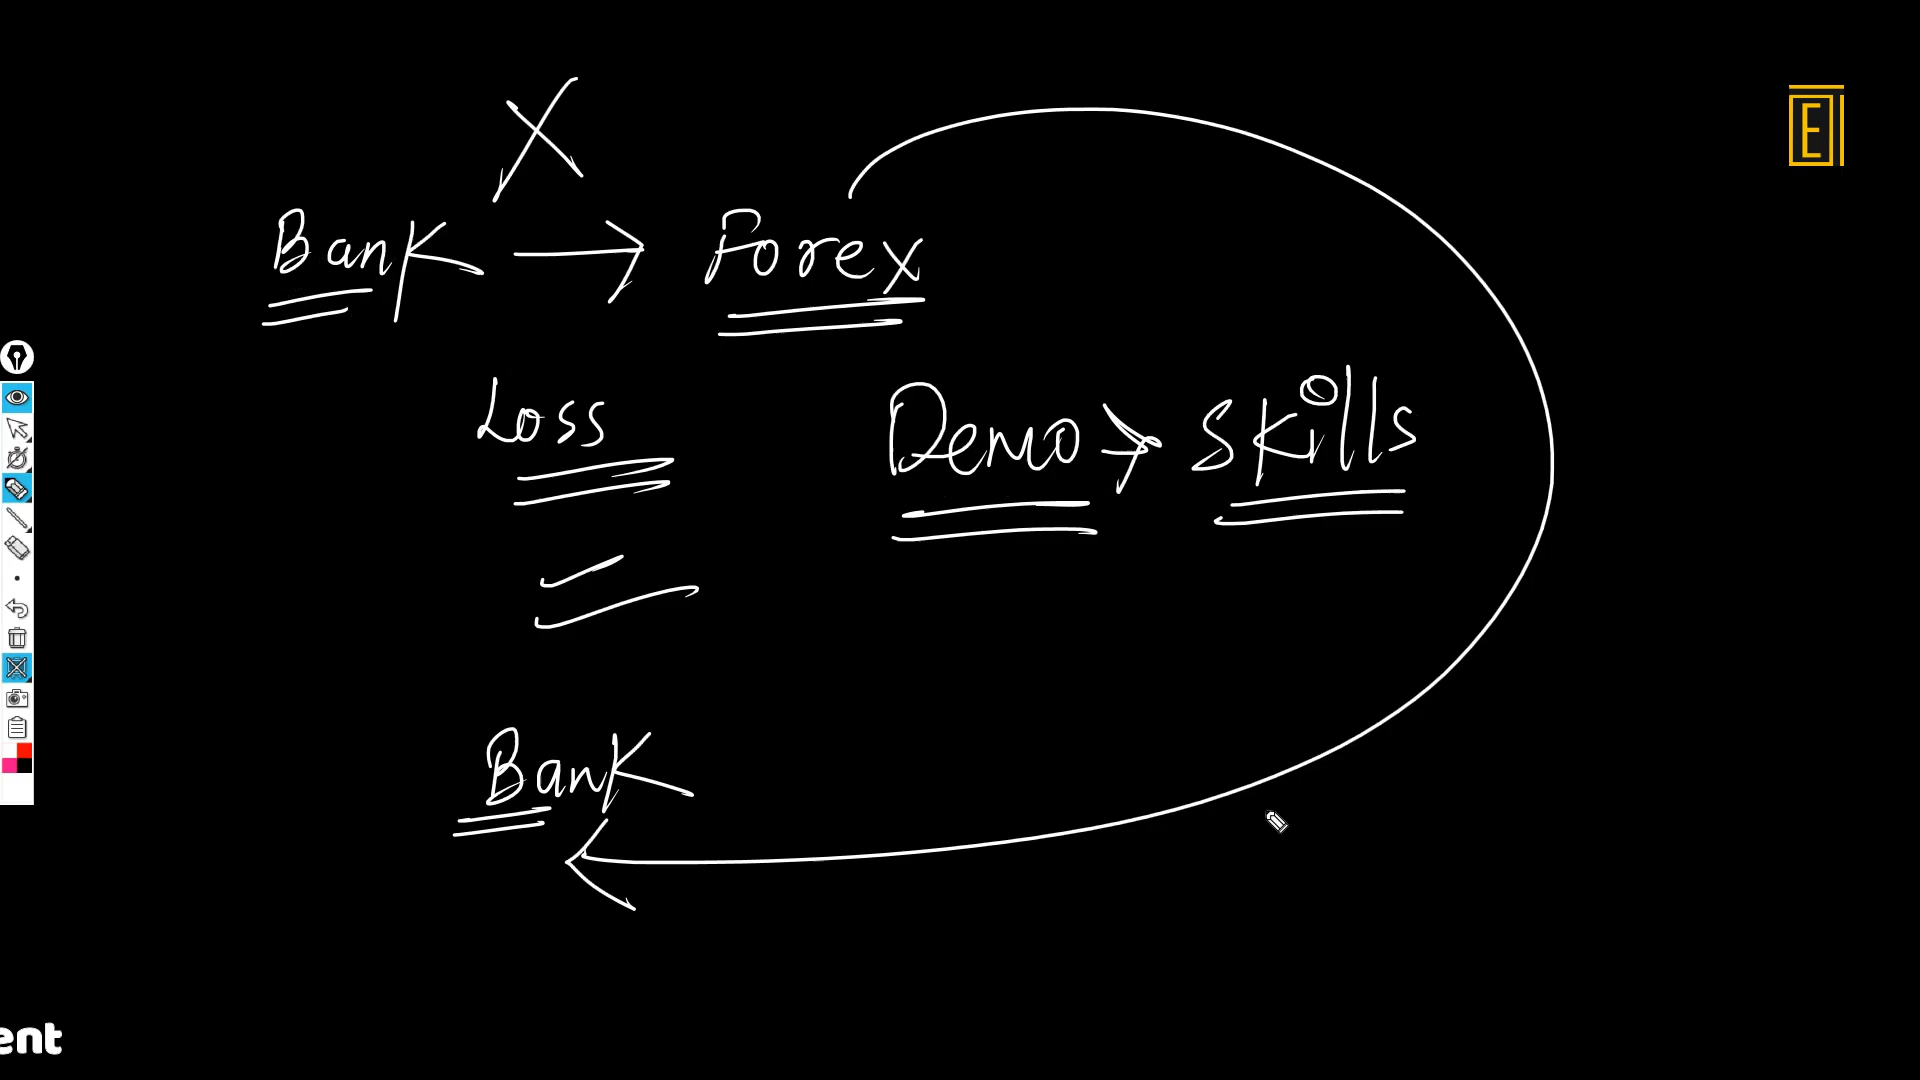 X
Bank → Forex
Loss
Demo → Skills
Bank
E
ent